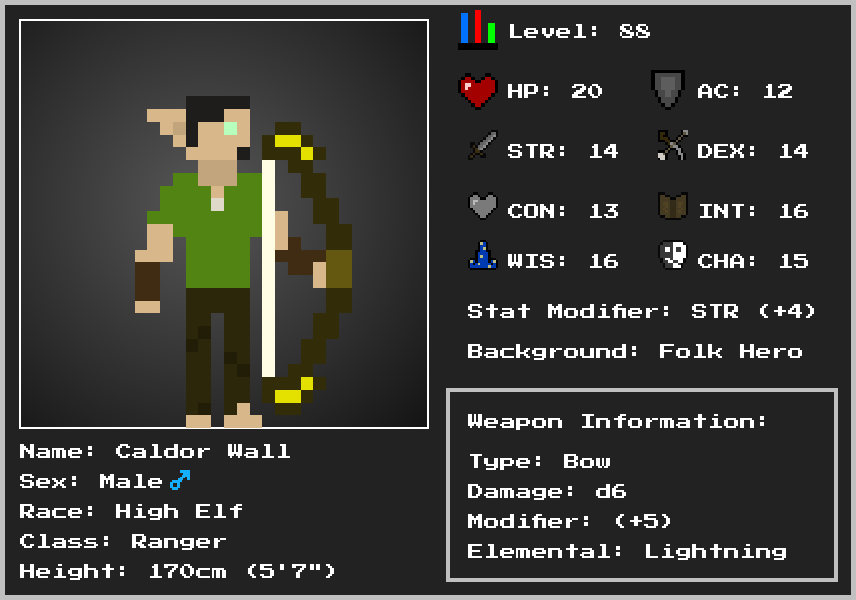 Level: 88
HP: 20 AC: 12
STR: 14 DEX: 14
CON: 13 INT: 16
WIS: 16 CHA: 15
Stat Modifier: STR (+4)
Background: Folk Hero
Name: Caldor Wall
Sex: Male ♂
Race: High Elf
Class: Ranger
Height: 170cm (5'7")
Weapon Information:
Type: Bow
Damage: d6
Modifier: (+5)
Elemental: Lightning